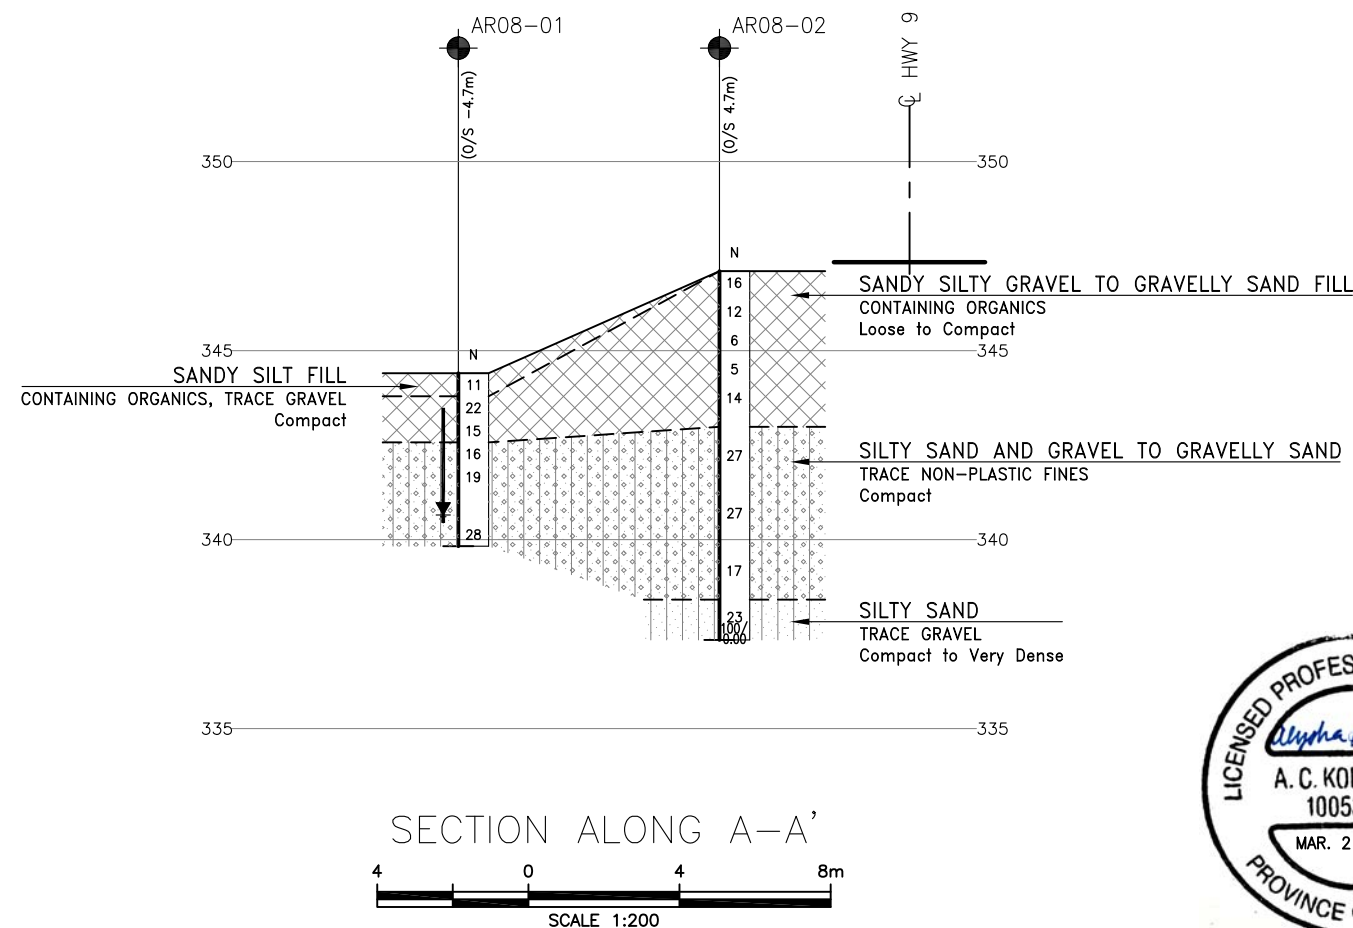 AR08-01
AR08-02
(O/S -4.7m)
(O/S 4.7m)
℄ HWY 9
350
350
N
16
12
6
5
14
27
27
17
23
100/
0.00
SANDY SILTY GRAVEL TO GRAVELLY SAND FILL
CONTAINING ORGANICS
Loose to Compact
345
345
N
11
22
15
16
19
28
SANDY SILT FILL
CONTAINING ORGANICS, TRACE GRAVEL
Compact
SILTY SAND AND GRAVEL TO GRAVELLY SAND
TRACE NON-PLASTIC FINES
Compact
340
340
SILTY SAND
TRACE GRAVEL
Compact to Very Dense
335
335
SECTION ALONG A-A'
4
0
4
8m
SCALE 1:200
LICENSED
A. C.
MAR. 2
PROVINCE